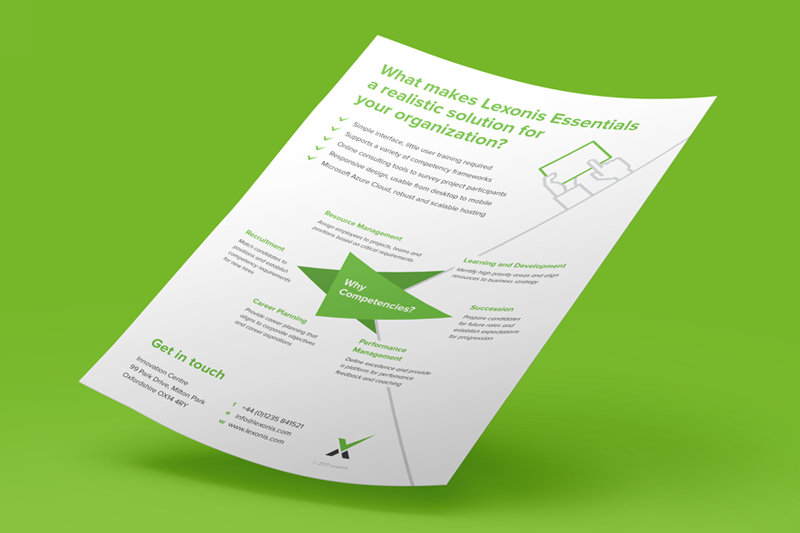 What makes Lexonis Essentials
a realistic solution for
your organization?
Simple interface, little user training required
Supports a variety of competency frameworks
Online consulting tools to survey project participants
Responsive design, usable from desktop to mobile
Microsoft Azure Cloud, robust and scalable hosting
Resource Management
Assign employees to projects, teams and
positions based on critical requirements
Recruitment
Match candidates to
positions and establish
competency requirements
for new hires
Learning and Development
Identify high priority areas and align
resources to business strategy
Why
Competencies?
Career Planning
Provide career planning that
aligns to corporate objectives
and career aspirations
Succession
Prepare candidates
for future roles and
establish expectations
for progression
Performance
Management
Define excellence and provide
a platform for perfomance
feedback and coaching
Get in touch
Innovation Centre
99 Park Drive, Milton Park
Oxfordshire OX14 4RY
t +44 (0)1235 841521
e info@lexonis.com
w www.lexonis.com
© 2017 Lexonis